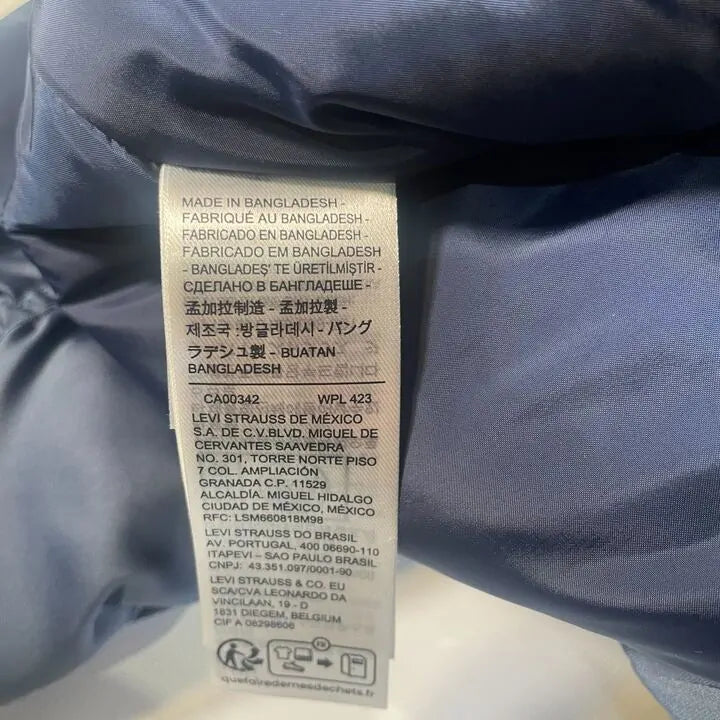 MADE IN BANGLADESH -
FABRIQUÉ AU BANGLADESH -
FABRICADO EN BANGLADESH -
FABRICADO EM BANGLADESH
- BANGLADEŞ' TE ÜRETİLMİŞTİR -
СДЕЛАНО В БАНГЛАДЕШЕ -
孟加拉制造 - 孟加拉製 -
제조국 :방글라데시 - バング
ラデシュ製 - BUATAN
BANGLADESH
CA00342 WPL 423
LEVI STRAUSS DE MÉXICO
S.A. DE C.V.BLVD. MIGUEL DE
CERVANTES SAAVEDRA
NO. 301, TORRE NORTE PISO
7 COL. AMPLIACIÓN
GRANADA C.P. 11529
ALCALDÍA. MIGUEL HIDALGO
CIUDAD DE MÉXICO, MÉXICO
RFC: LSM660818M98
LEVI STRAUSS DO BRASIL
AV. PORTUGAL, 400 06690-110
ITAPEVI – SAO PAULO BRASIL
CNPJ: 43.351.097/0001-90
LEVI STRAUSS & CO. EU
SCA/CVA LEONARDO DA
VINCILAAN, 19 - D
1831 DIEGEM, BELGIUM
CIF A 08298606
FR
quefairedemesdechets.fr